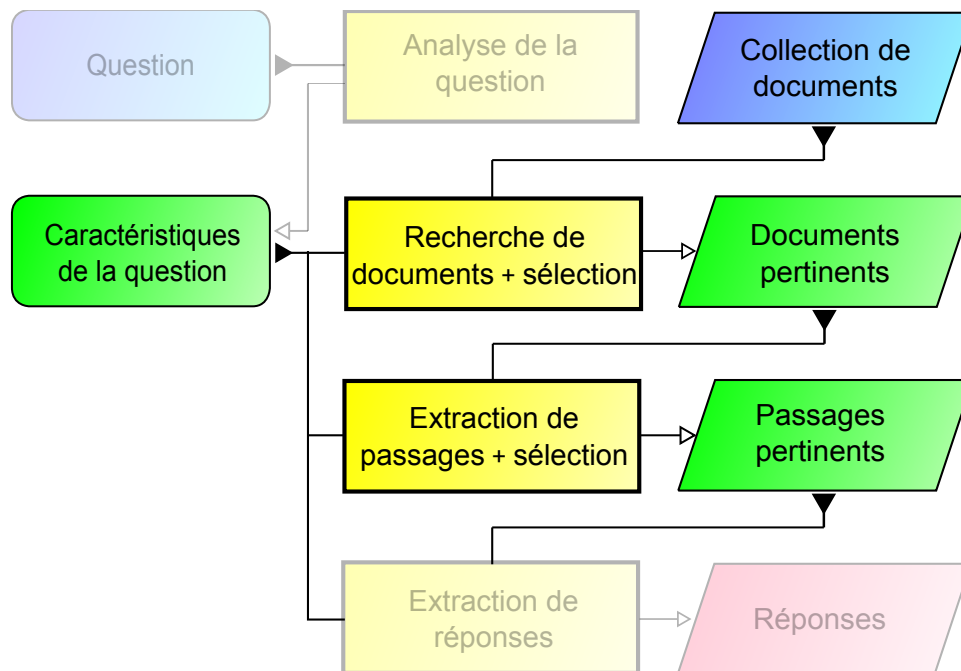 Question
Analyse de la
question
Collection de
documents
Caractéristiques
de la question
Recherche de
documents + sélection
Documents
pertinents
Extraction de
passages + sélection
Passages
pertinents
Extraction de
réponses
Réponses